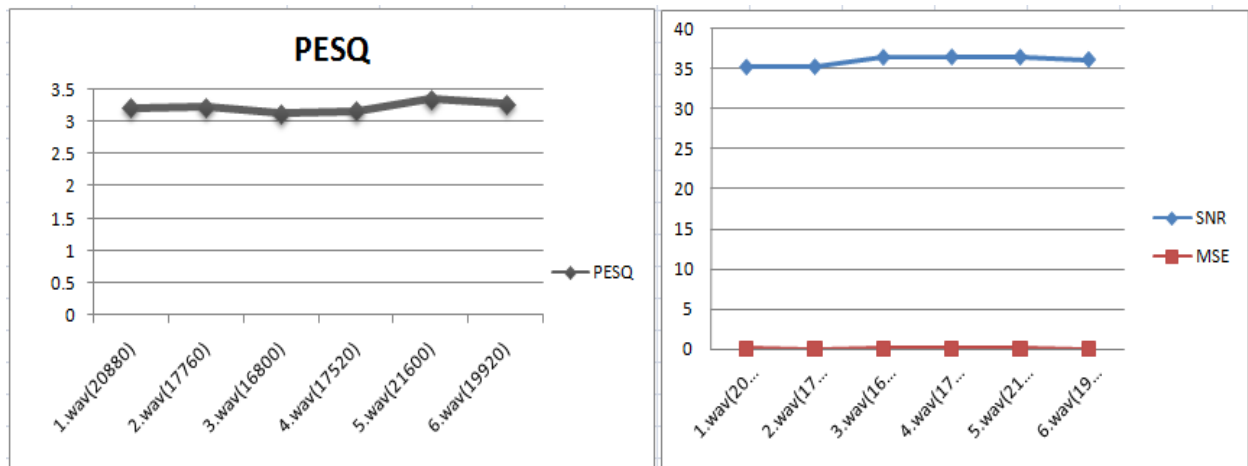 PESQ
3.5
3
2.5
2
1.5
1
0.5
0
1.wav(20880)
2.wav(17760)
3.wav(16800)
4.wav(17520)
5.wav(21600)
6.wav(19920)
PESQ
40
35
30
25
20
15
10
5
0
1.wav(20...
2.wav(17...
3.wav(16...
4.wav(17...
5.wav(21...
6.wav(19...
SNR
MSE